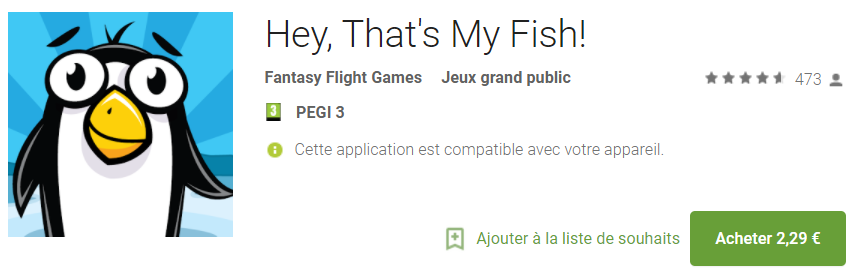 Hey, That's My Fish!
Fantasy Flight Games Jeux grand public 473
3 PEGI 3
Cette application est compatible avec votre appareil.
Ajouter à la liste de souhaits Acheter 2,29 €